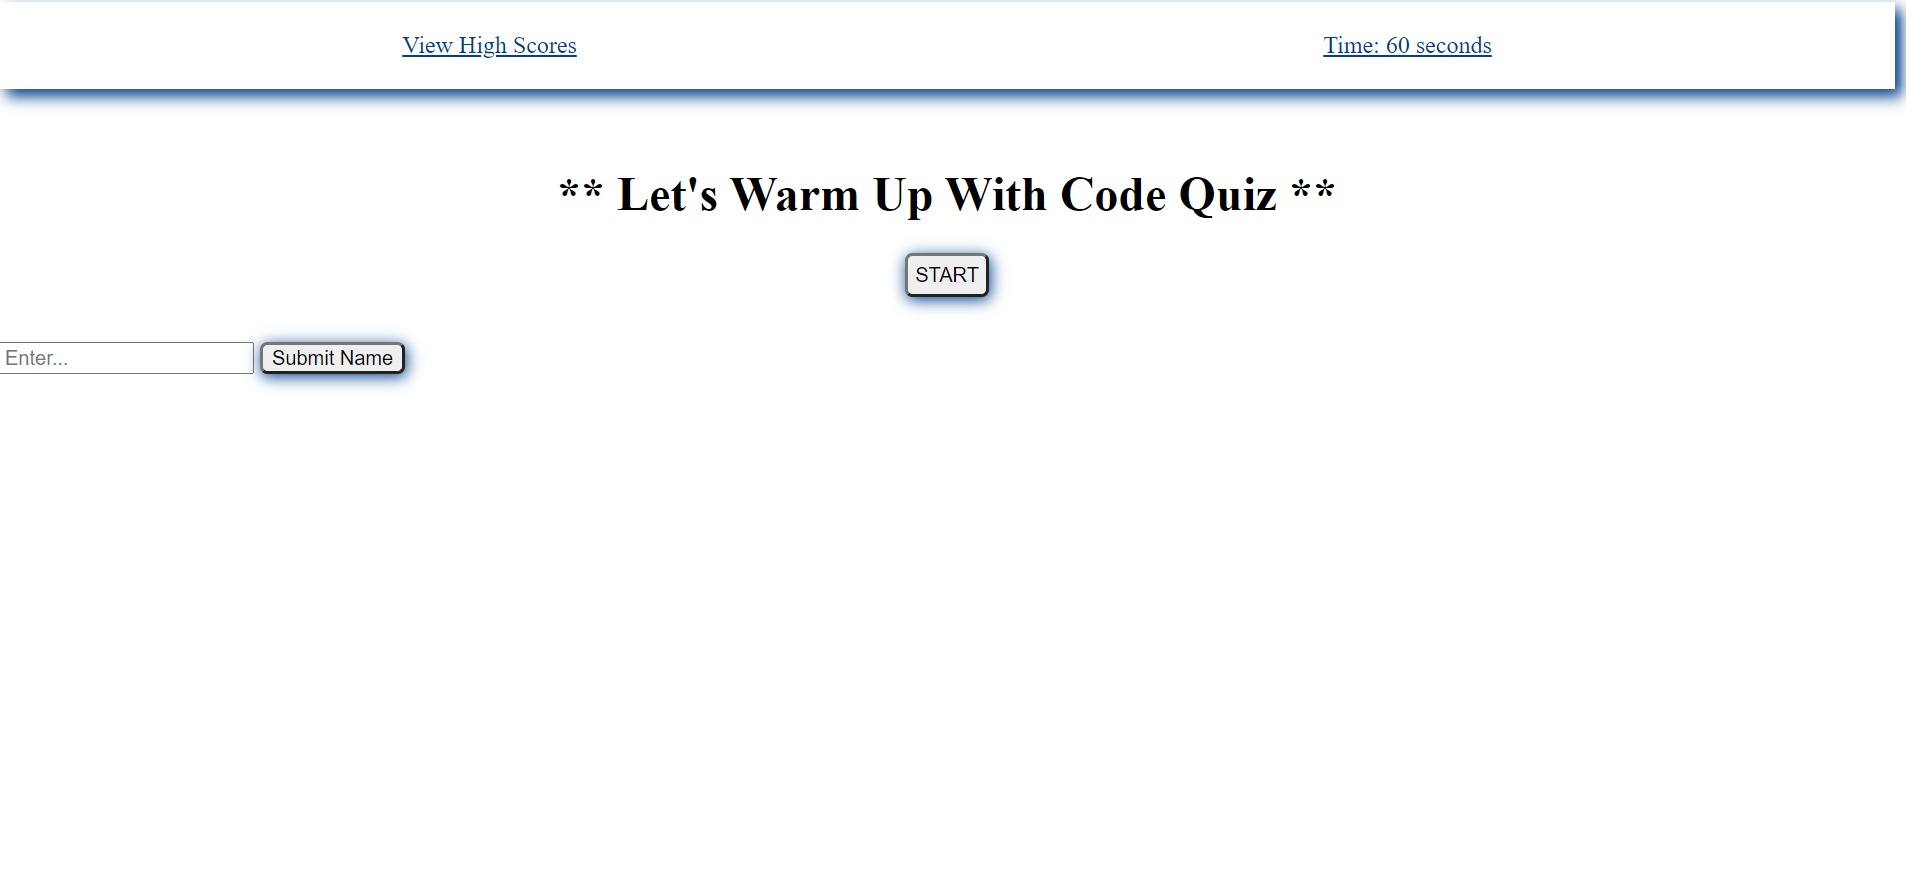 View High Scores Time: 60 seconds
** Let's Warm Up With Code Quiz **
START
Enter... Submit Name